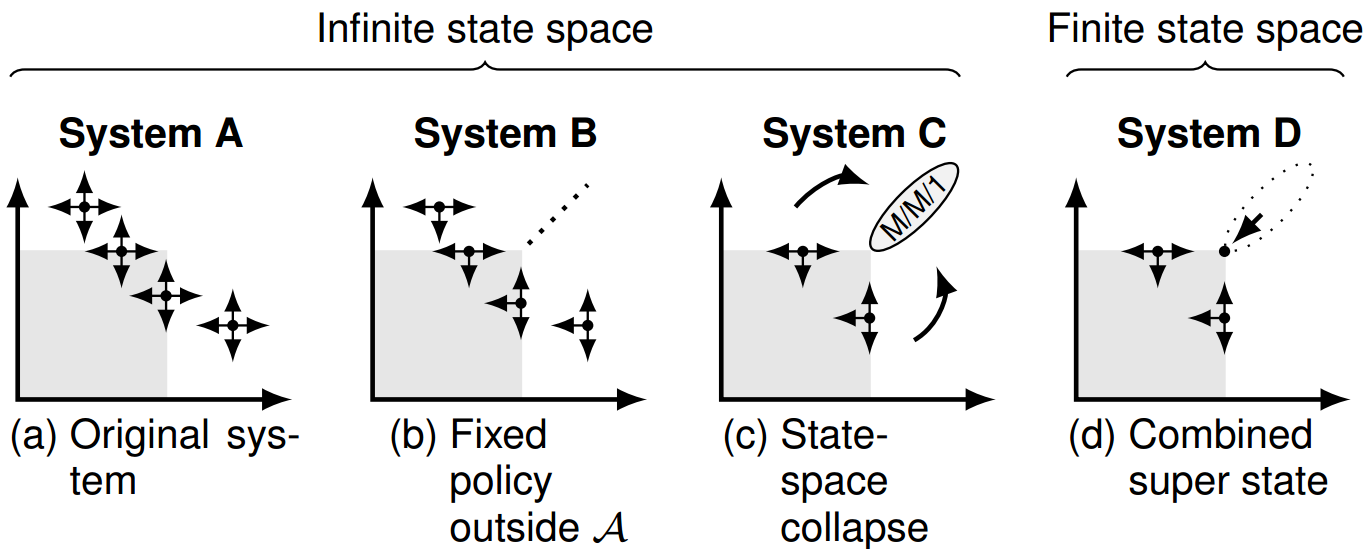 Infinite state space
Finite state space
System A
System B
System C
System D
M/M/1
(a) Original sys-
tem
(b) Fixed
policy
outside 𝒜
(c) State-
space
collapse
(d) Combined
super state